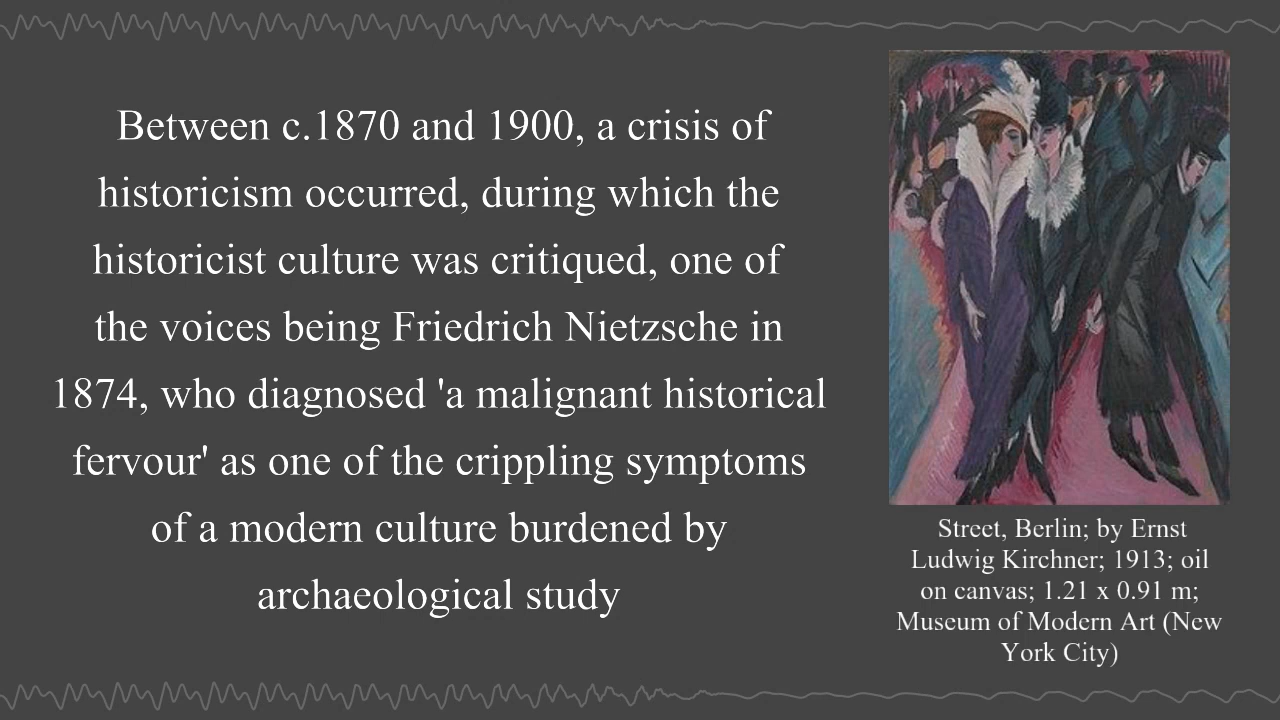 Between c.1870 and 1900, a crisis of
historicism occurred, during which the
historicist culture was critiqued, one of
the voices being Friedrich Nietzsche in
1874, who diagnosed 'a malignant historical
fervour' as one of the crippling symptoms
of a modern culture burdened by
archaeological study
Street, Berlin; by Ernst
Ludwig Kirchner; 1913; oil
on canvas; 1.21 x 0.91 m;
Museum of Modern Art (New
York City)